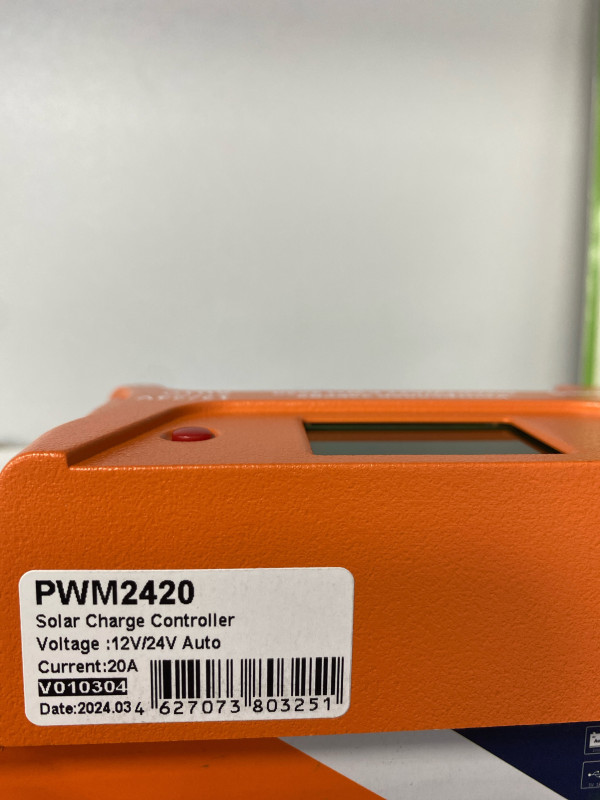 PWM2420
Solar Charge Controller
Voltage :12V/24V Auto
Current:20A
V010304
Date:2024.03
4 627073 803251